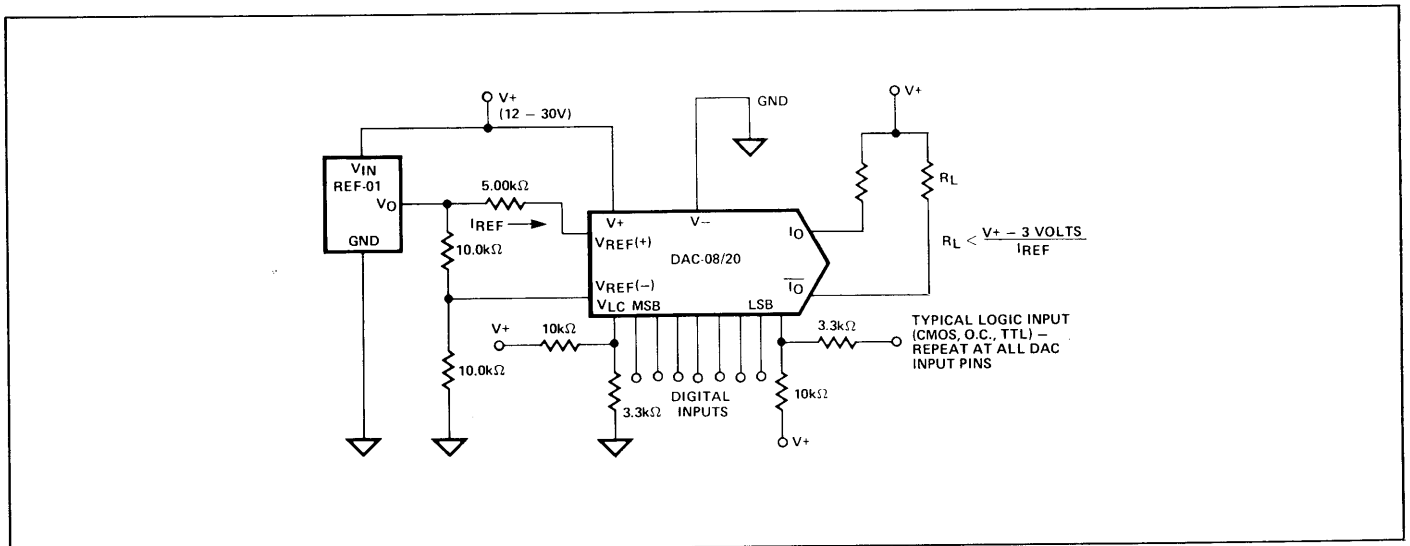 V+
(12 – 30V)
GND
V+
VIN
REF-01
VO
GND
5.00kΩ
IREF
10.0kΩ
10.0kΩ
V+
V–
VREF(+)
DAC-08/20
VREF(–)
VLC MSB
LSB
IO
IO
RL
RL < V+ – 3 VOLTS
IREF
V+
10kΩ
3.3kΩ
DIGITAL
INPUTS
3.3kΩ
10kΩ
V+
TYPICAL LOGIC INPUT
(CMOS, O.C., TTL) –
REPEAT AT ALL DAC
INPUT PINS